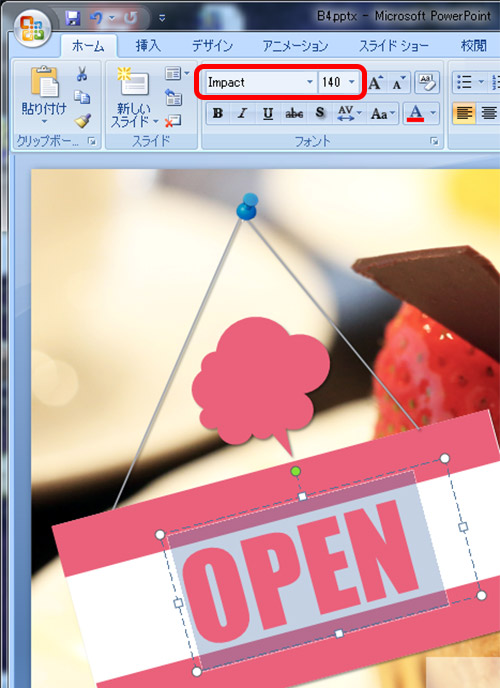 B4.pptx - Microsoft PowerPoint
ホーム 挿入 デザイン アニメーション スライド ショー 校閲
Impact 140 A A
貼り付け 新しい
スライド
B I U abc S AV Aa A
クリップボー... スライド フォント
OPEN